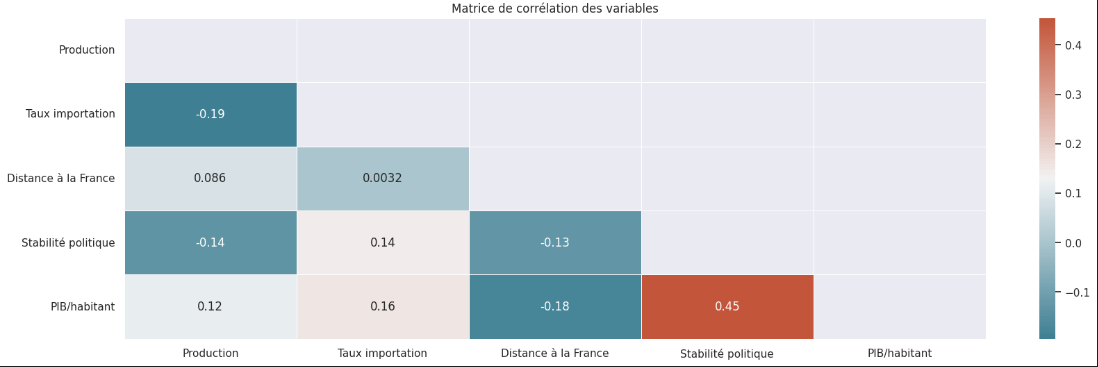 Matrice de corrélation des variables
Production
Taux importation
-0.19
Distance à la France
0.086
0.0032
Stabilité politique
-0.14
0.14
-0.13
PIB/habitant
0.12
0.16
-0.18
0.45
Production
Taux importation
Distance à la France
Stabilité politique
PIB/habitant
0.4
0.3
0.2
0.1
0.0
−0.1